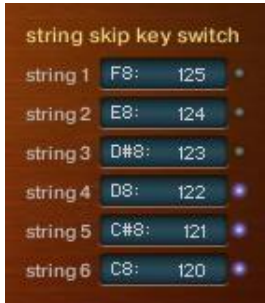 string skip key switch
string 1 F8: 125
string 2 E8: 124
string 3 D#8: 123
string 4 D8: 122
string 5 C#8: 121
string 6 C8: 120